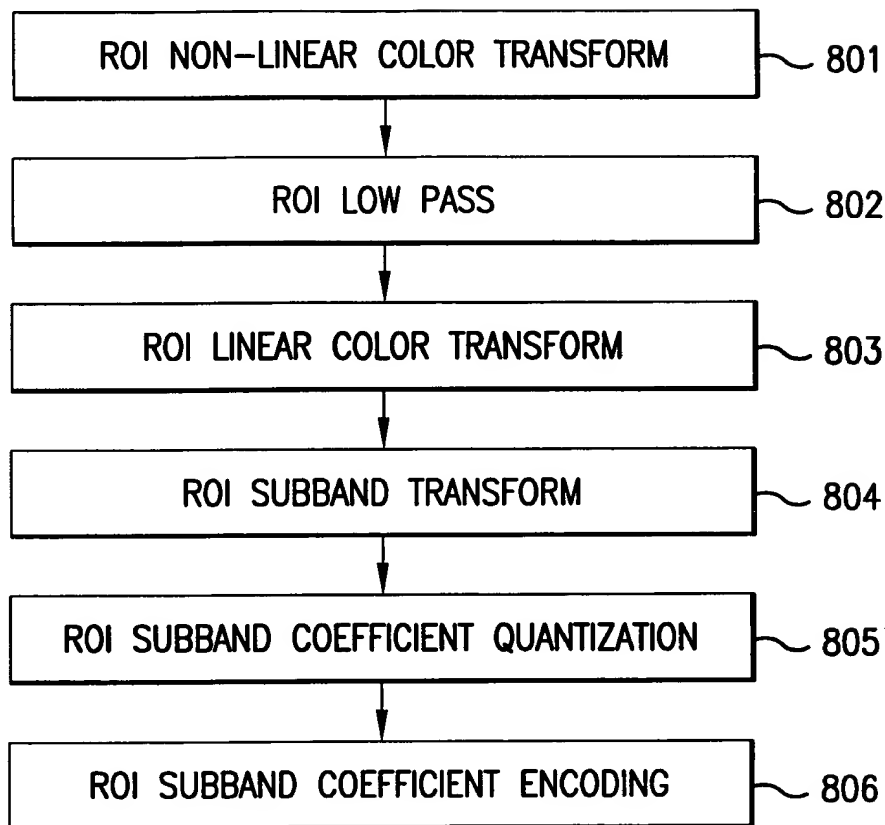 ROI NON-LINEAR COLOR TRANSFORM 801
ROI LOW PASS 802
ROI LINEAR COLOR TRANSFORM 803
ROI SUBBAND TRANSFORM 804
ROI SUBBAND COEFFICIENT QUANTIZATION 805
ROI SUBBAND COEFFICIENT ENCODING 806